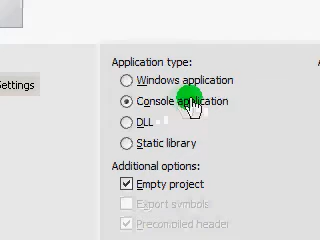 Application type:
Settings
Windows application
Console application
DLL
Static library
Additional options:
Empty project
Export symbols
Precompiled header